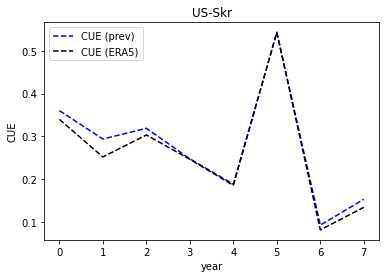 US-Skr
CUE (prev)
CUE (ERA5)
0.5
0.4
0.3
0.2
0.1
CUE
0 1 2 3 4 5 6 7
year